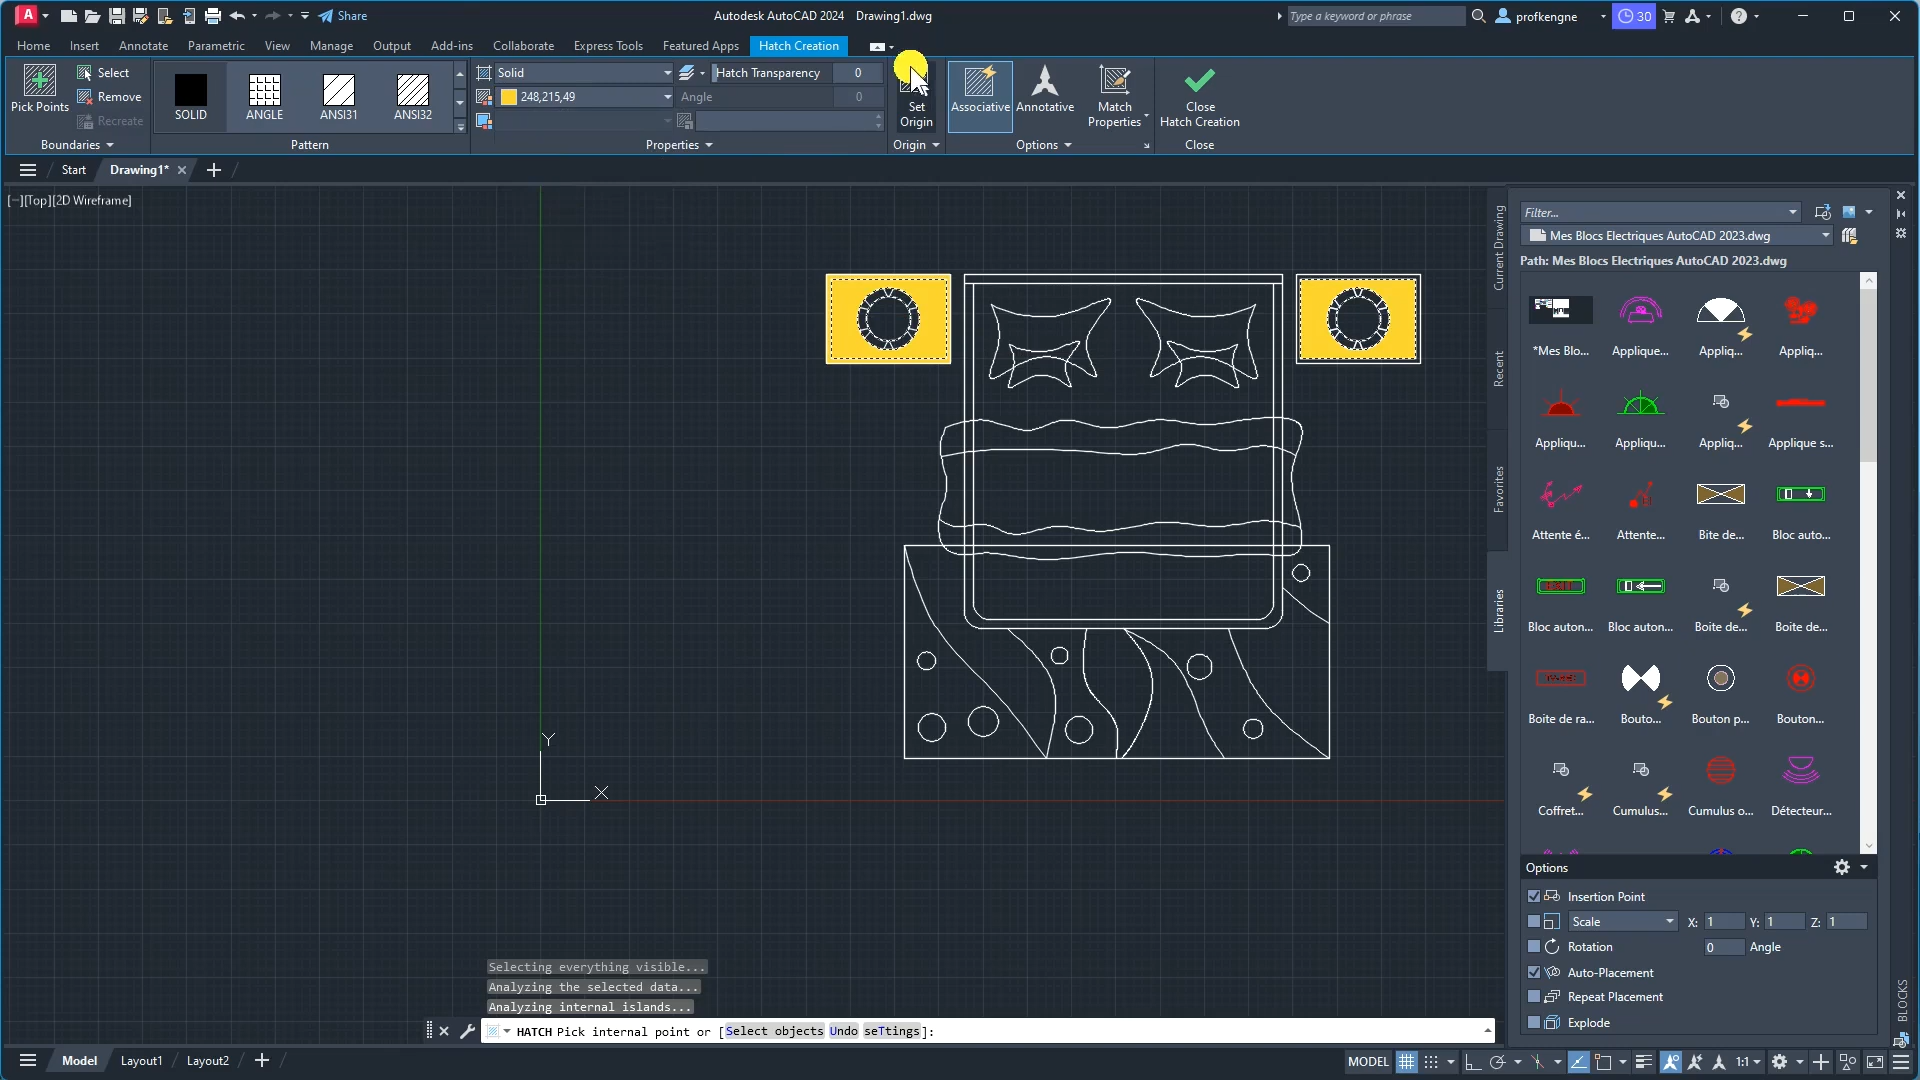 Share
Autodesk AutoCAD 2024 Drawing1.dwg
Type a keyword or phrase
profkengne
30
Home Insert Annotate Parametric View Manage Output Add-ins Collaborate Express Tools Featured Apps Hatch Creation
Pick Points
Select
Remove
Recreate
SOLID ANGLE ANSI31 ANSI32
Solid
248,215,49
Hatch Transparency 0
Angle 0
Set Origin
Associative
Annotative
Match Properties
Close Hatch Creation
Boundaries Pattern Properties Origin Options Close
Start Drawing1*
[−][Top][2D Wireframe]
Y
X
Current Drawing
Recent
Favorites
Libraries
Filter...
Mes Blocs Electriques AutoCAD 2023.dwg
Path: Mes Blocs Electriques AutoCAD 2023.dwg
*Mes Blo... Applique... Appliq... Appliq...
Appliqu... Appliqu... Appliq... Applique s...
Attente é... Attente... Bite de... Bloc auto...
Bloc auton... Bloc auton... Boite de... Boite de...
Boite de ra... Bouto... Bouton p... Bouton...
Coffret... Cumulus... Cumulus o... Détecteur...
Options
Insertion Point
Scale X: 1 Y: 1 Z: 1
Rotation 0 Angle
Auto-Placement
Repeat Placement
Explode
BLOCKS
Selecting everything visible...
Analyzing the selected data...
Analyzing internal islands...
HATCH Pick internal point or [Select objects Undo seTtings]:
Model Layout1 Layout2
MODEL 1:1